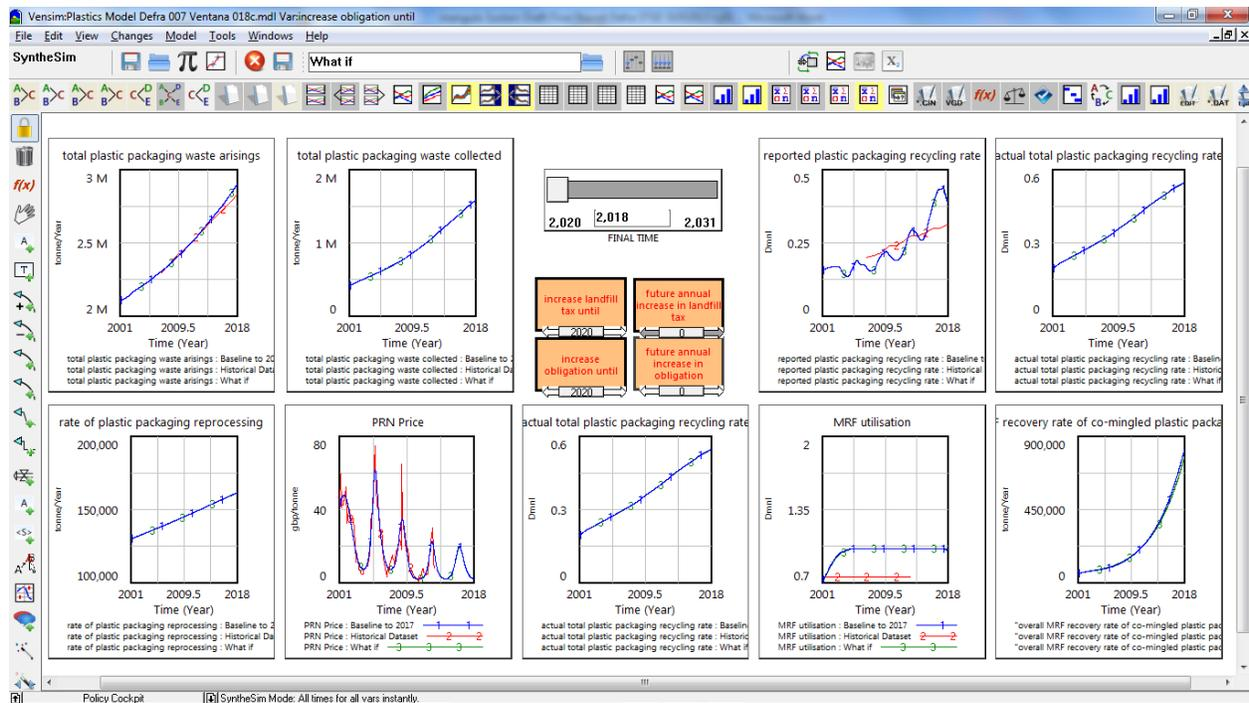 Vensim:Plastics Model Defra 007 Ventana 018c.mdl Var:increase obligation until
File Edit View Changes Model Tools Windows Help
SyntheSim
What if
total plastic packaging waste arisings
3 M
2.5 M
2 M
tonne/Year
2001 2009.5 2018
Time (Year)
total plastic packaging waste arisings : Baseline to 20
total plastic packaging waste arisings : Historical Data
total plastic packaging waste arisings : What if
total plastic packaging waste collected
2 M
1 M
0
tonne/Year
2001 2009.5 2018
Time (Year)
total plastic packaging waste collected : Baseline to 2
total plastic packaging waste collected : Historical Da
total plastic packaging waste collected : What if
2,020 2,018 2,031
FINAL TIME
increase landfill
tax until
2020
future annual
increase in landfill
tax
0
increase
obligation until
2020
future annual
increase in
obligation
0
reported plastic packaging recycling rate
0.5
0.25
0
Dmnl
2001 2009.5 2018
Time (Year)
reported plastic packaging recycling rate : Baseline t
reported plastic packaging recycling rate : Historical
reported plastic packaging recycling rate : What if
actual total plastic packaging recycling rate
0.6
0.3
0
Dmnl
2001 2009.5 2018
Time (Year)
actual total plastic packaging recycling rate : Baselin
actual total plastic packaging recycling rate : Historic
actual total plastic packaging recycling rate : What if
rate of plastic packaging reprocessing
200,000
150,000
100,000
tonne/Year
2001 2018
Time (Year)
rate of plastic packaging reprocessing : Baseline to 2
rate of plastic packaging reprocessing : Historical Da
rate of plastic packaging reprocessing : What if
PRN Price
80
40
0
gbp/tonne
2001 2018
Time (Year)
PRN Price : Baseline to 2017
PRN Price : Historical Dataset
PRN Price : What if
actual total plastic packaging recycling rate
0.6
0.3
0
Dmnl
2001 2018
Time (Year)
actual total plastic packaging recycling rate : Baselin
actual total plastic packaging recycling rate : Historic
actual total plastic packaging recycling rate : What if
MRF utilisation
2
1.35
0.7
Dmnl
2001 2018
Time (Year)
MRF utilisation : Baseline to 2017
MRF utilisation : Historical Dataset
MRF utilisation : What if
F recovery rate of co-mingled plastic packa
900,000
450,000
0
tonne/Year
2001 2018
Time (Year)
"overall MRF recovery rate of co-mingled plastic pac
"overall MRF recovery rate of co-mingled plastic pac
"overall MRF recovery rate of co-mingled plastic pac
Policy Cockpit SyntheSim Mode: All times for all vars instantly.